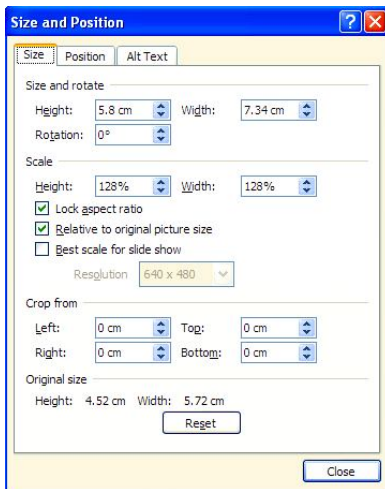 Size and Position
Size Position Alt Text
Size and rotate
Height: 5.8 cm Width: 7.34 cm
Rotation: 0°
Scale
Height: 128% Width: 128%
Lock aspect ratio
Relative to original picture size
Best scale for slide show
Resolution 640 x 480
Crop from
Left: 0 cm Top: 0 cm
Right: 0 cm Bottom: 0 cm
Original size
Height: 4.52 cm Width: 5.72 cm
Reset
Close